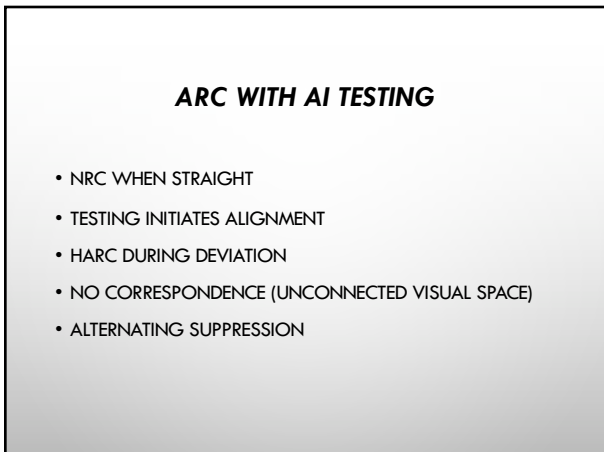 ARC WITH AI TESTING
• NRC WHEN STRAIGHT
• TESTING INITIATES ALIGNMENT
• HARC DURING DEVIATION
• NO CORRESPONDENCE (UNCONNECTED VISUAL SPACE)
• ALTERNATING SUPPRESSION